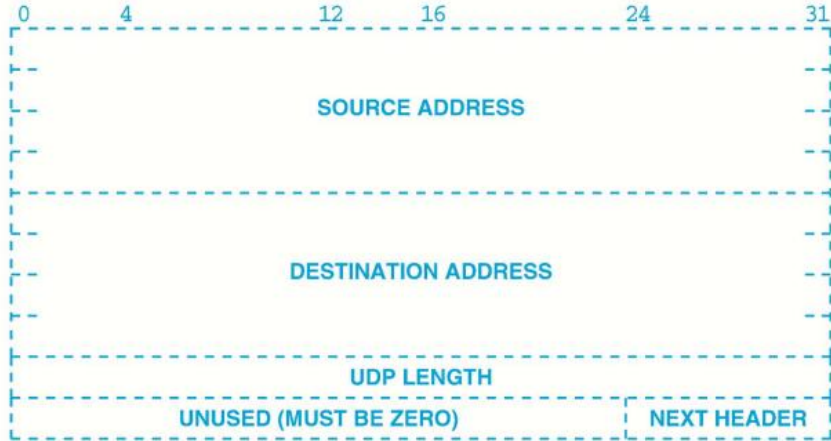 0 4 12 16 24 31
SOURCE ADDRESS
DESTINATION ADDRESS
UDP LENGTH
UNUSED (MUST BE ZERO) NEXT HEADER